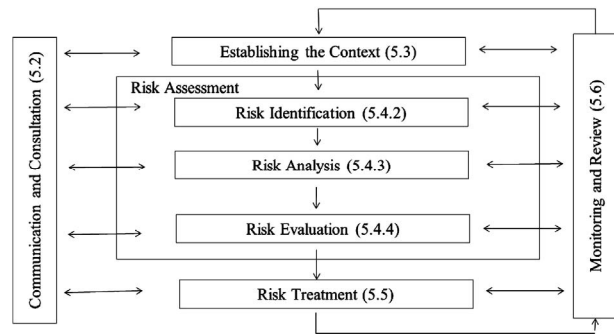 Establishing the Context (5.3)
Risk Assessment
Risk Identification (5.4.2)
Risk Analysis (5.4.3)
Risk Evaluation (5.4.4)
Risk Treatment (5.5)
Communication and Consultation (5.2)
Monitoring and Review (5.6)